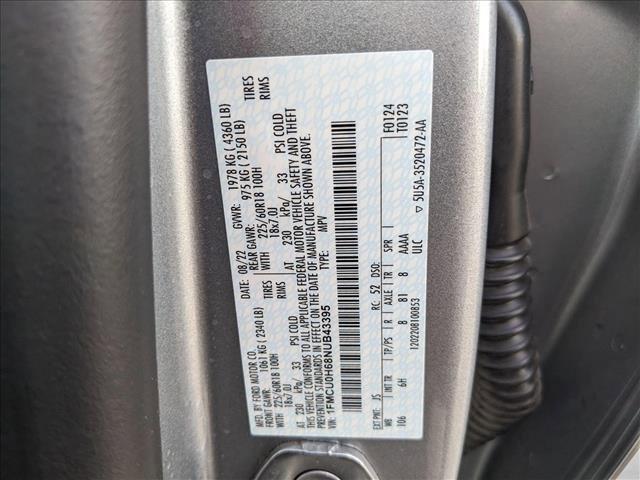 MFD. BY FORD MOTOR CO.
DATE: 08/22 GVWR: 1978 KG ( 4360 LB)
FRONT GAWR: 1061 KG ( 2340 LB) REAR GAWR: 975 KG ( 2150 LB)
WITH 225/60R18 100H TIRES WITH 225/60R18 100H TIRES
18x7.0J RIMS 18x7.0J RIMS
AT 230 kPa/ 33 PSI COLD AT 230 kPa/ 33 PSI COLD
THIS VEHICLE CONFORMS TO ALL APPLICABLE FEDERAL MOTOR VEHICLE SAFETY AND THEFT
PREVENTION STANDARDS IN EFFECT ON THE DATE OF MANUFACTURE SHOWN ABOVE.
VIN: 1FMCU0H68NUB43395 TYPE: MPV
F0124
T0123
EXT PNT: JS RC: 52 DSO:
WB INT TR TP/PS R AXLE TR SPR
106 6H 8 81 8 AAAA
ULC
1202208100853
5U5A-3520472-AA